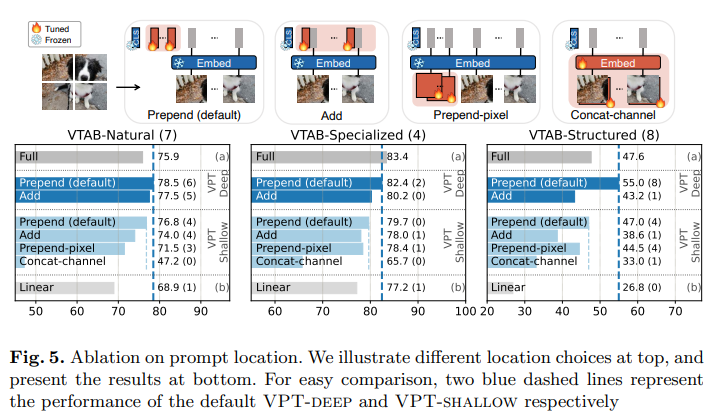 Tuned
Frozen
CLS ... CLS ... CLS ... CLS ...
Embed Embed Embed Embed
... ... ... ...
Prepend (default) Add Prepend-pixel Concat-channel
VTAB-Natural (7)
Full 75.9 (a)
Prepend (default) 78.5 (6)
Add 77.5 (5)
VPT Deep
Prepend (default) 76.8 (4)
Add 74.0 (4)
Prepend-pixel 71.5 (3)
Concat-channel 47.2 (0)
VPT Shallow
Linear 68.9 (1) (b)
50 60 70 80 90
VTAB-Specialized (4)
Full 83.4 (a)
Prepend (default) 82.4 (2)
Add 80.2 (0)
VPT Deep
Prepend (default) 79.7 (0)
Add 78.0 (1)
Prepend-pixel 78.4 (1)
Concat-channel 65.7 (0)
VPT Shallow
Linear 77.2 (1) (b)
60 70 80 90 100
VTAB-Structured (8)
Full 47.6 (a)
Prepend (default) 55.0 (8)
Add 43.2 (1)
VPT Deep
Prepend (default) 47.0 (4)
Add 38.6 (1)
Prepend-pixel 44.5 (4)
Concat-channel 33.0 (1)
VPT Shallow
Linear 26.8 (0) (b)
20 30 40 50 60 70
Fig. 5. Ablation on prompt location. We illustrate different location choices at top, and
present the results at bottom. For easy comparison, two blue dashed lines represent
the performance of the default VPT-DEEP and VPT-SHALLOW respectively